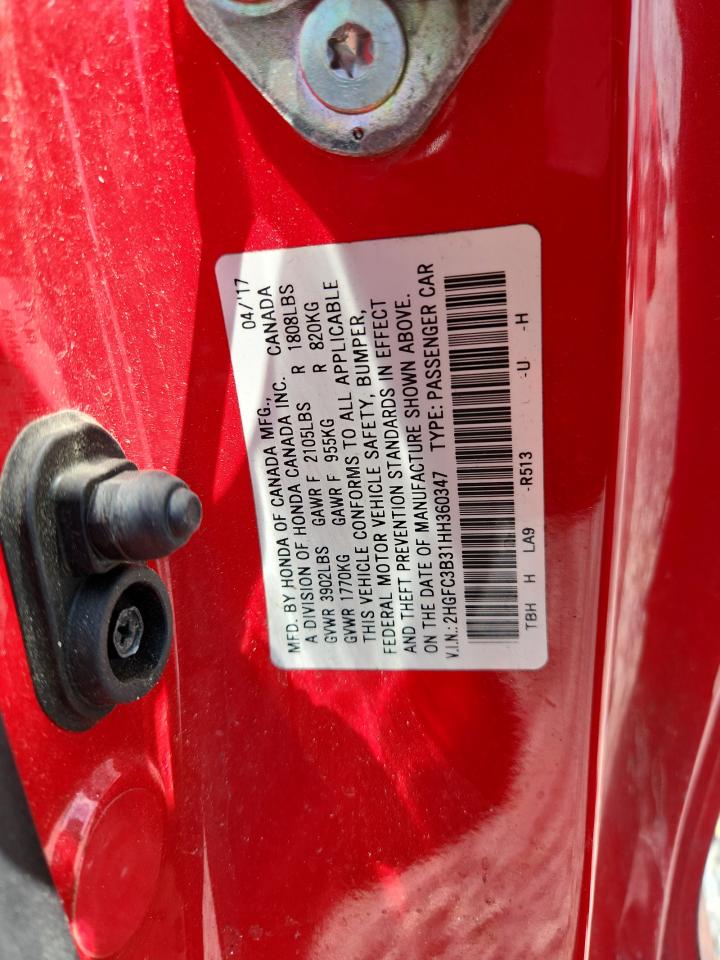 MFD. BY HONDA OF CANADA MFG., 04/'17
A DIVISION OF HONDA CANADA INC. CANADA
GVWR 3902LBS GAWR F 2105LBS R 1808LBS
GVWR 1770KG GAWR F 955KG R 820KG
THIS VEHICLE CONFORMS TO ALL APPLICABLE
FEDERAL MOTOR VEHICLE SAFETY, BUMPER,
AND THEFT PREVENTION STANDARDS IN EFFECT
ON THE DATE OF MANUFACTURE SHOWN ABOVE.
V.I.N.: 2HGFC3B31HH360347 TYPE: PASSENGER CAR
TBH H LA9 -R513 -U -H